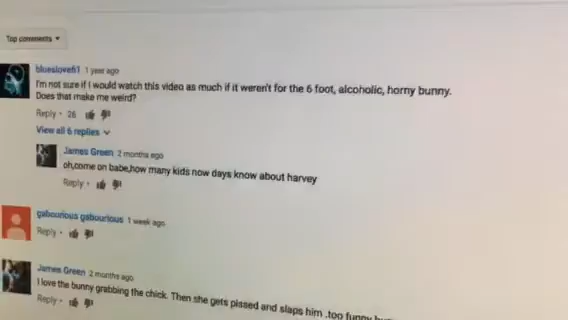 Top comments
blueslovefi1 1 year ago
I'm not sure if I would watch this video as much if it weren't for the 6 foot, alcoholic, horny bunny.
Does that make me weird?
Reply • 26
View all 6 replies
James Green 2 months ago
oh,come on babe,how many kids now days know about harvey
Reply •
gabourious gabourious 1 week ago
Reply •
James Green 2 months ago
I love the bunny grabbing the chick. Then she gets pissed and slaps him .too funny
Reply •